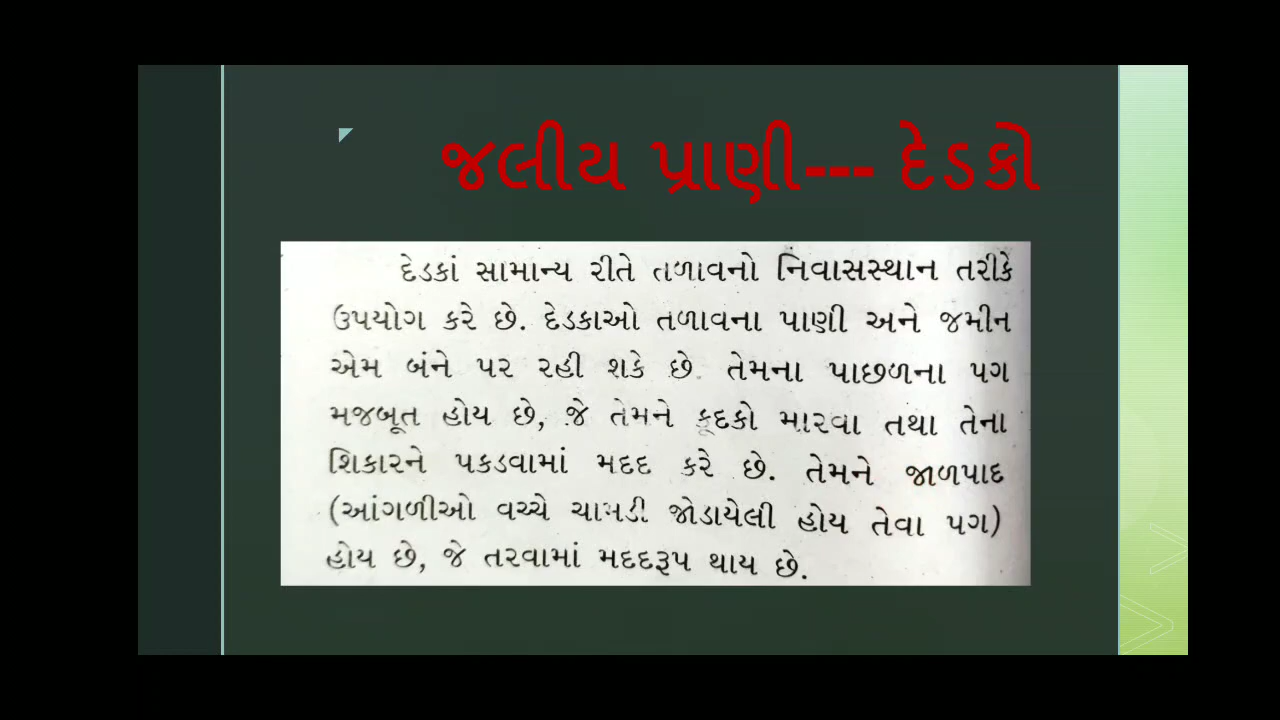 જલીય પ્રાણી--- દેડકો
દેડકાં સામાન્ય રીતે તળાવનો નિવાસસ્થાન તરીકે
ઉપયોગ કરે છે. દેડકાઓ તળાવના પાણી અને જમીન
એમ બંને પર રહી શકે છે. તેમના પાછળના પગ
મજબૂત હોય છે, જે તેમને કૂદકો મારવા તથા તેના
શિકારને પકડવામાં મદદ કરે છે. તેમને જાળપાદ
(આંગળીઓ વચ્ચે ચામડી જોડાયેલી હોય તેવા પગ)
હોય છે, જે તરવામાં મદદરૂપ થાય છે.